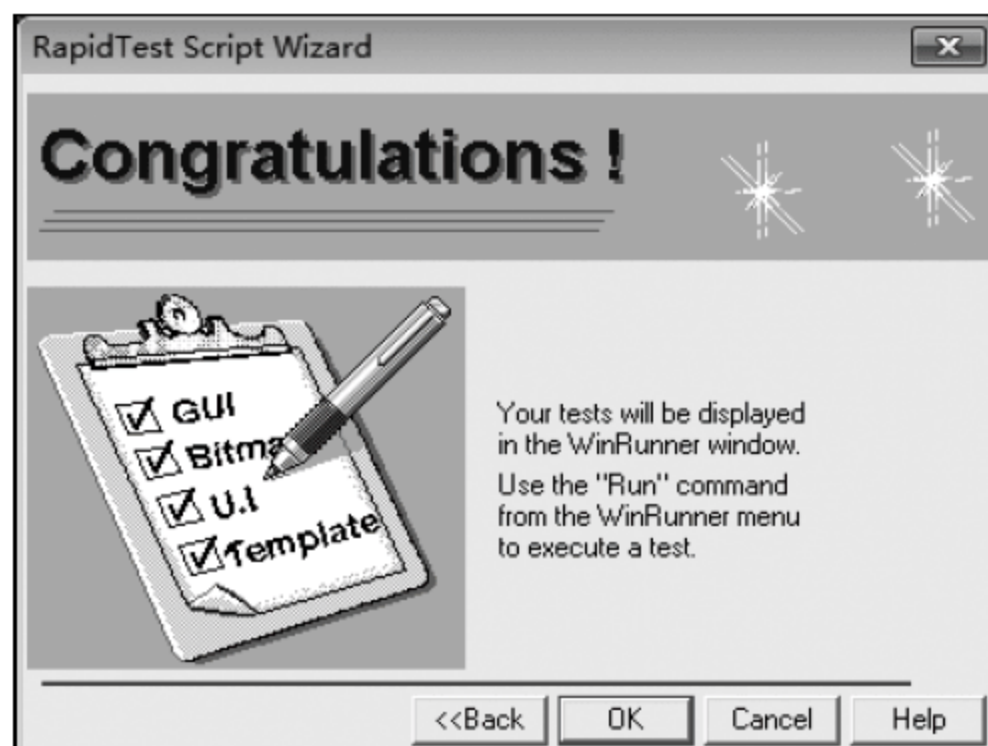 RapidTest Script Wizard
Congratulations !
GUI
U.I
Template
Your tests will be displayed
in the WinRunner window.
Use the "Run" command
from the WinRunner menu
to execute a test.
<<Back
OK
Cancel
Help